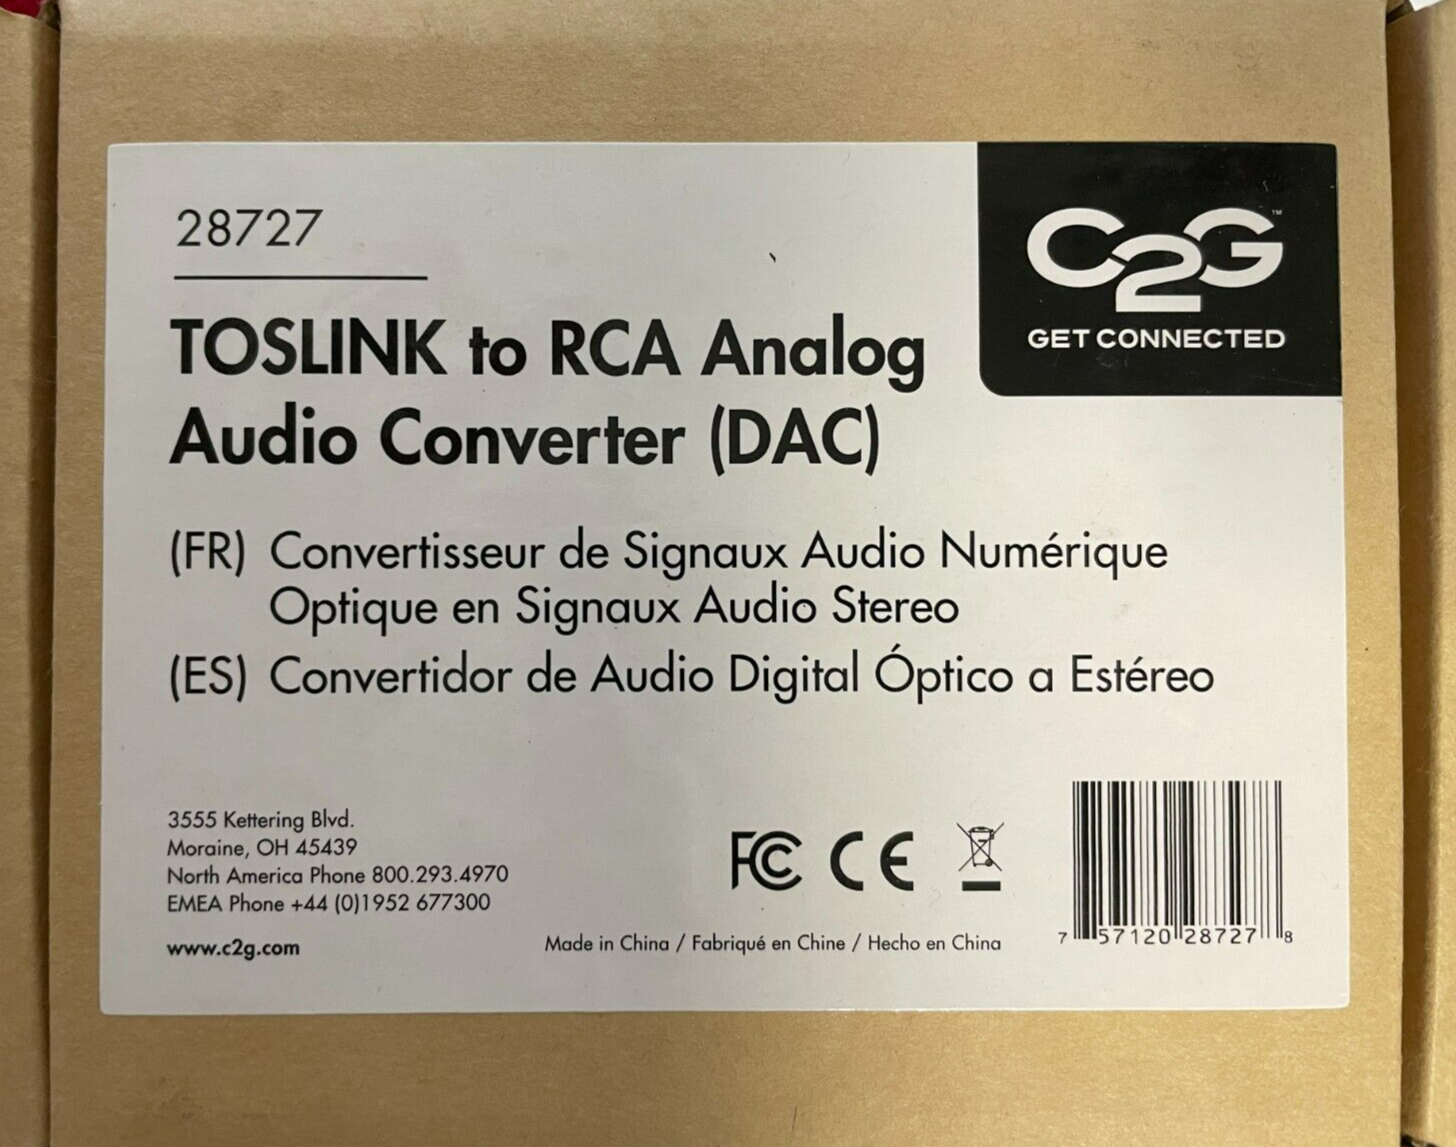 28727
C2G™
GET CONNECTED
TOSLINK to RCA Analog
Audio Converter (DAC)
(FR) Convertisseur de Signaux Audio Numérique
Optique en Signaux Audio Stereo
(ES) Convertidor de Audio Digital Óptico a Estéreo
3555 Kettering Blvd.
Moraine, OH 45439
North America Phone 800.293.4970
EMEA Phone +44 (0)1952 677300
www.c2g.com
FC CE
Made in China / Fabriqué en Chine / Hecho en China
7 57120 28727 8